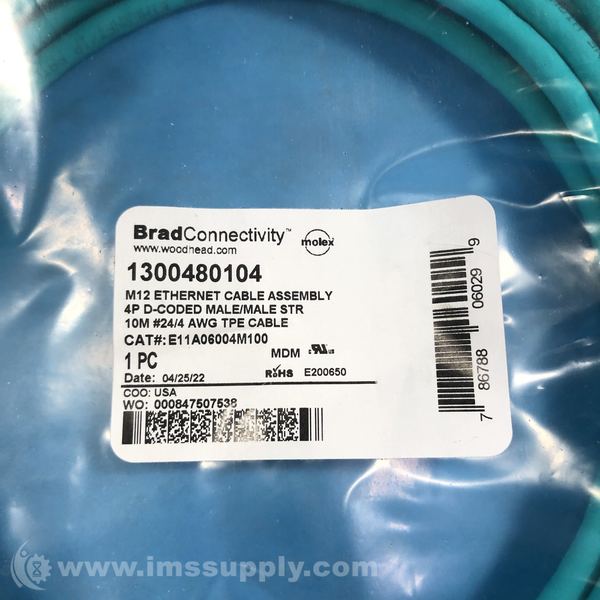 BradConnectivity™
molex
www.woodhead.com
1300480104
M12 ETHERNET CABLE ASSEMBLY
4P D-CODED MALE/MALE STR
10M #24/4 AWG TPE CABLE
CAT#: E11A06004M100
1 PC
MDM
Date: 04/25/22
RoHS
E200650
COO: USA
WO: 000847507538
7 86788 06029 9
www.imssupply.com